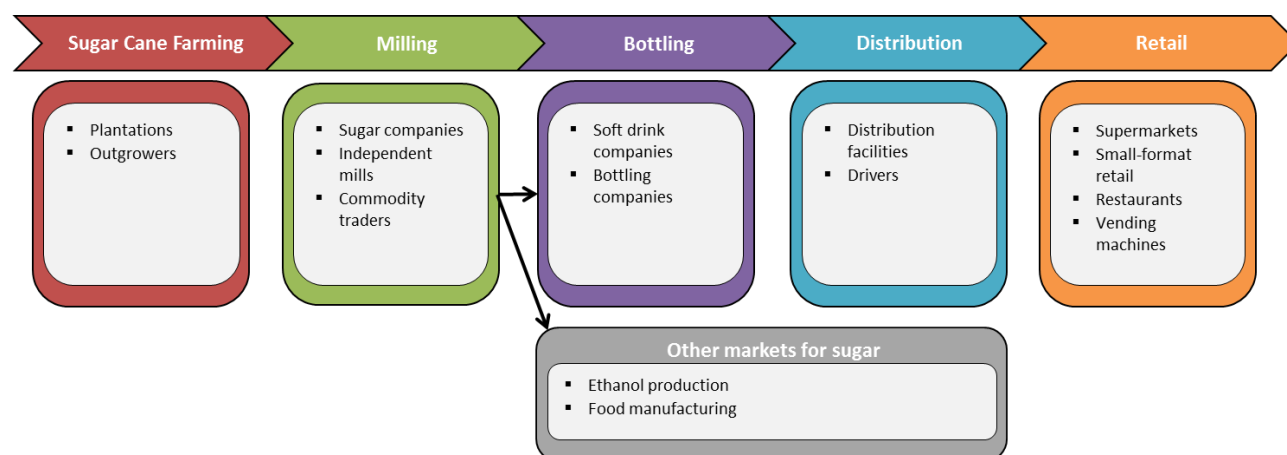 Sugar Cane Farming
Milling
Bottling
Distribution
Retail
▪ Plantations
▪ Outgrowers
▪ Sugar companies
▪ Independent
mills
▪ Commodity
traders
▪ Soft drink
companies
▪ Bottling
companies
▪ Distribution
facilities
▪ Drivers
▪ Supermarkets
▪ Small-format
retail
▪ Restaurants
▪ Vending
machines
Other markets for sugar
▪ Ethanol production
▪ Food manufacturing